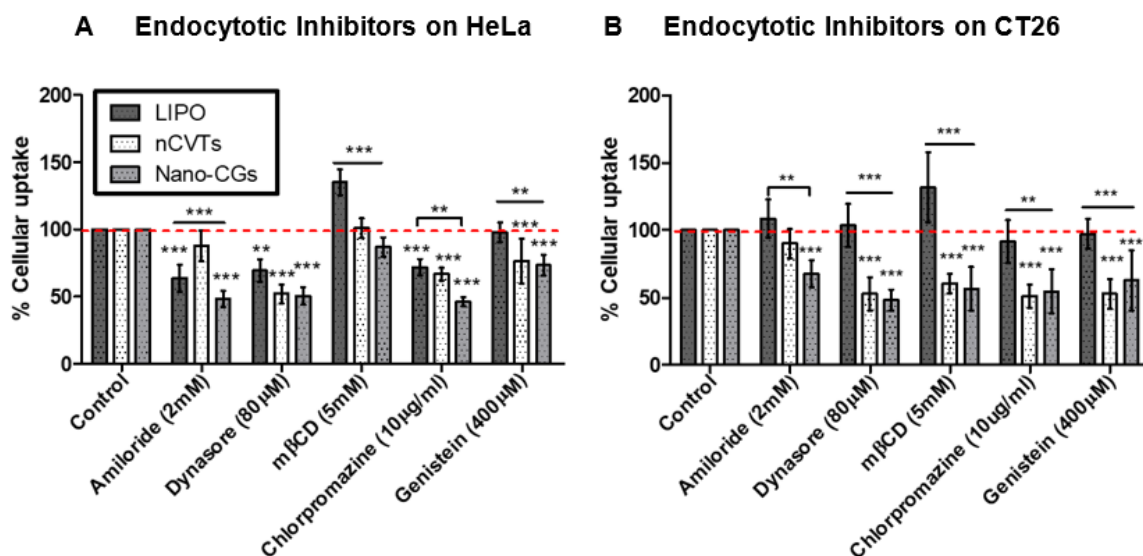 A Endocytotic Inhibitors on HeLa
B Endocytotic Inhibitors on CT26
% Cellular uptake
200
150
100
50
0
LIPO
nCVTs
Nano-CGs
***
***
***
**
***
***
***
**
***
***
***
**
***
***
Control
Amiloride (2mM)
Dynasore (80µM)
mβCD (5mM)
Chlorpromazine (10µg/ml)
Genistein (400µM)
% Cellular uptake
200
150
100
50
0
**
***
***
***
***
***
***
***
**
***
***
***
***
***
Control
Amiloride (2mM)
Dynasore (80µM)
mβCD (5mM)
Chlorpromazine (10ug/ml)
Genistein (400µM)